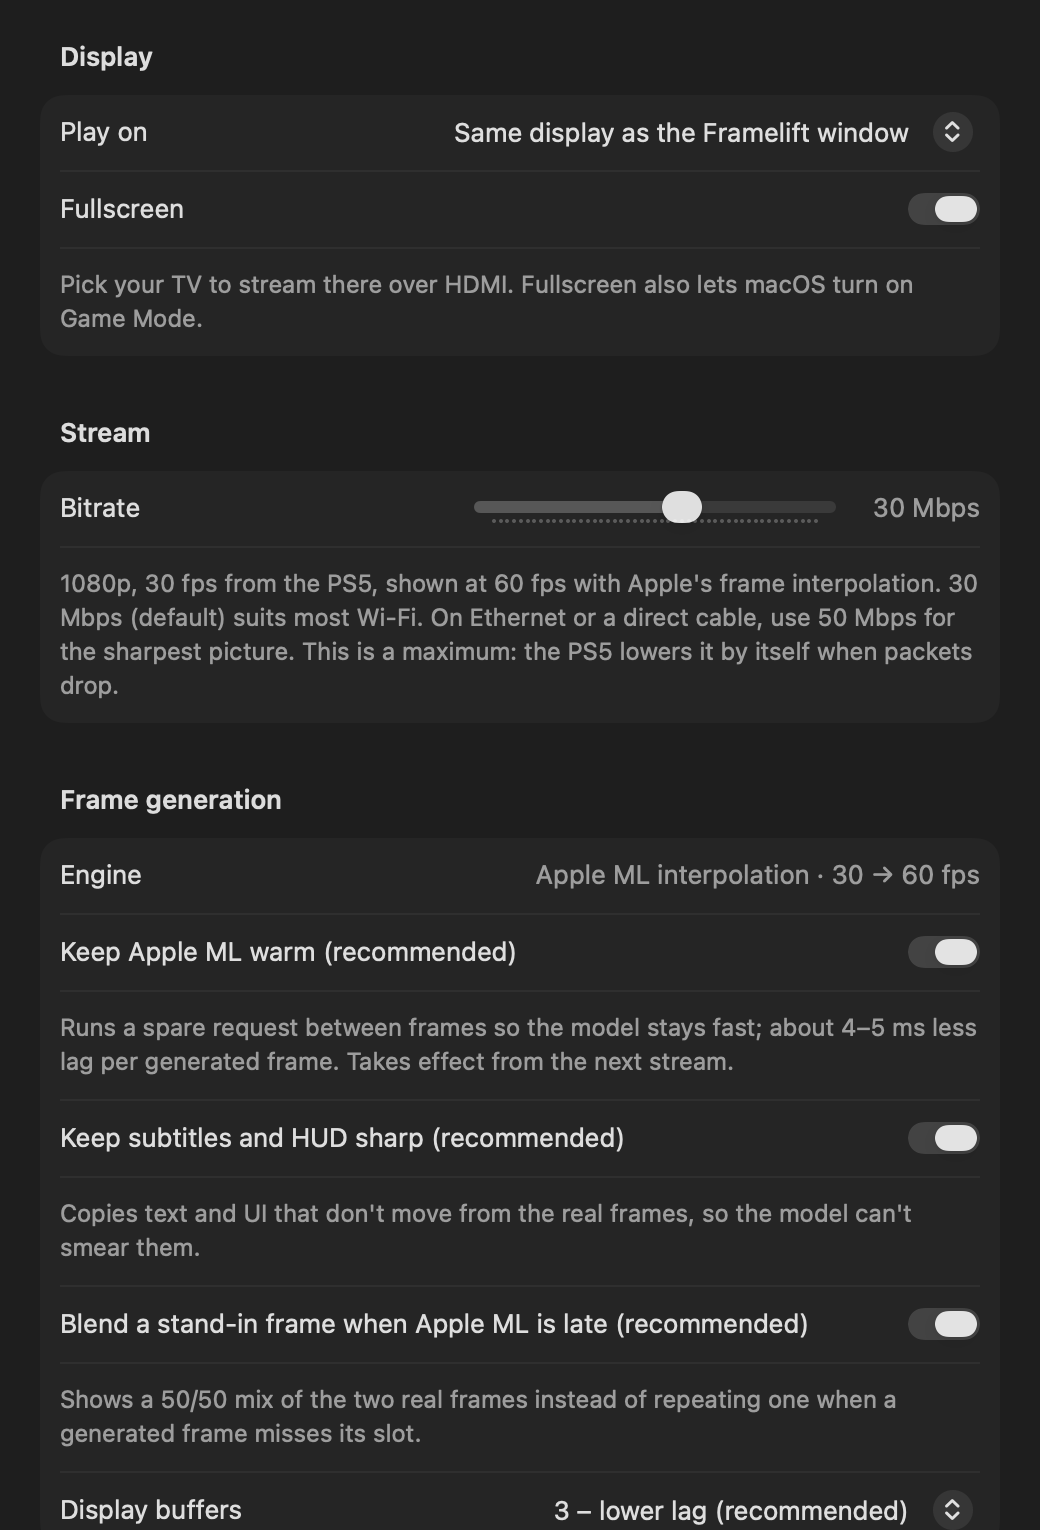 Display
Play on
Same display as the Framelift window
Fullscreen
Pick your TV to stream there over HDMI. Fullscreen also lets macOS turn on
Game Mode.
Stream
Bitrate
30 Mbps
1080p, 30 fps from the PS5, shown at 60 fps with Apple's frame interpolation. 30
Mbps (default) suits most Wi-Fi. On Ethernet or a direct cable, use 50 Mbps for
the sharpest picture. This is a maximum: the PS5 lowers it by itself when packets
drop.
Frame generation
Engine
Apple ML interpolation · 30 → 60 fps
Keep Apple ML warm (recommended)
Runs a spare request between frames so the model stays fast; about 4–5 ms less
lag per generated frame. Takes effect from the next stream.
Keep subtitles and HUD sharp (recommended)
Copies text and UI that don't move from the real frames, so the model can't
smear them.
Blend a stand-in frame when Apple ML is late (recommended)
Shows a 50/50 mix of the two real frames instead of repeating one when a
generated frame misses its slot.
Display buffers
3 – lower lag (recommended)